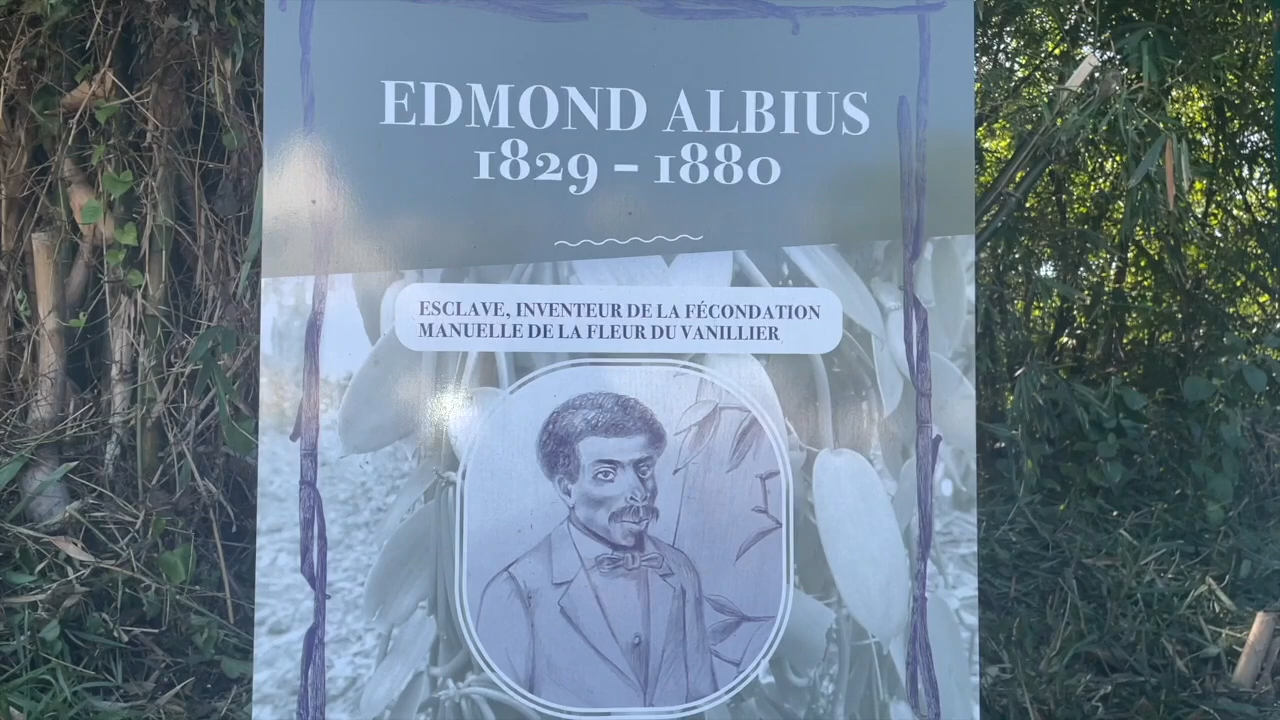 EDMOND ALBIUS
1829 – 1880
ESCLAVE, INVENTEUR DE LA FÉCONDATION
MANUELLE DE LA FLEUR DU VANILLIER